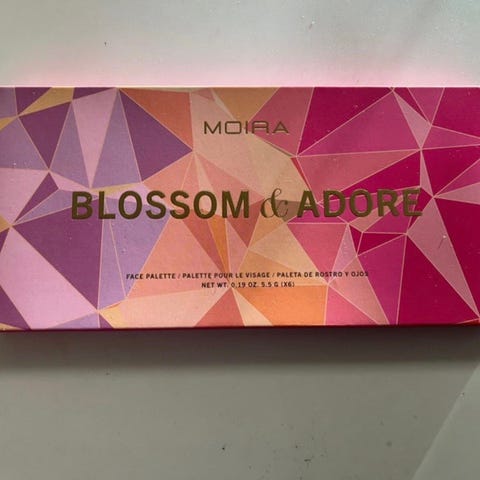 MOIRA
BLOSSOM & ADORE
FACE PALETTE / PALETTE POUR LE VISAGE / PALETA DE ROSTRO Y OJOS
NET WT. 0.19 OZ. 5.5 G (X6)